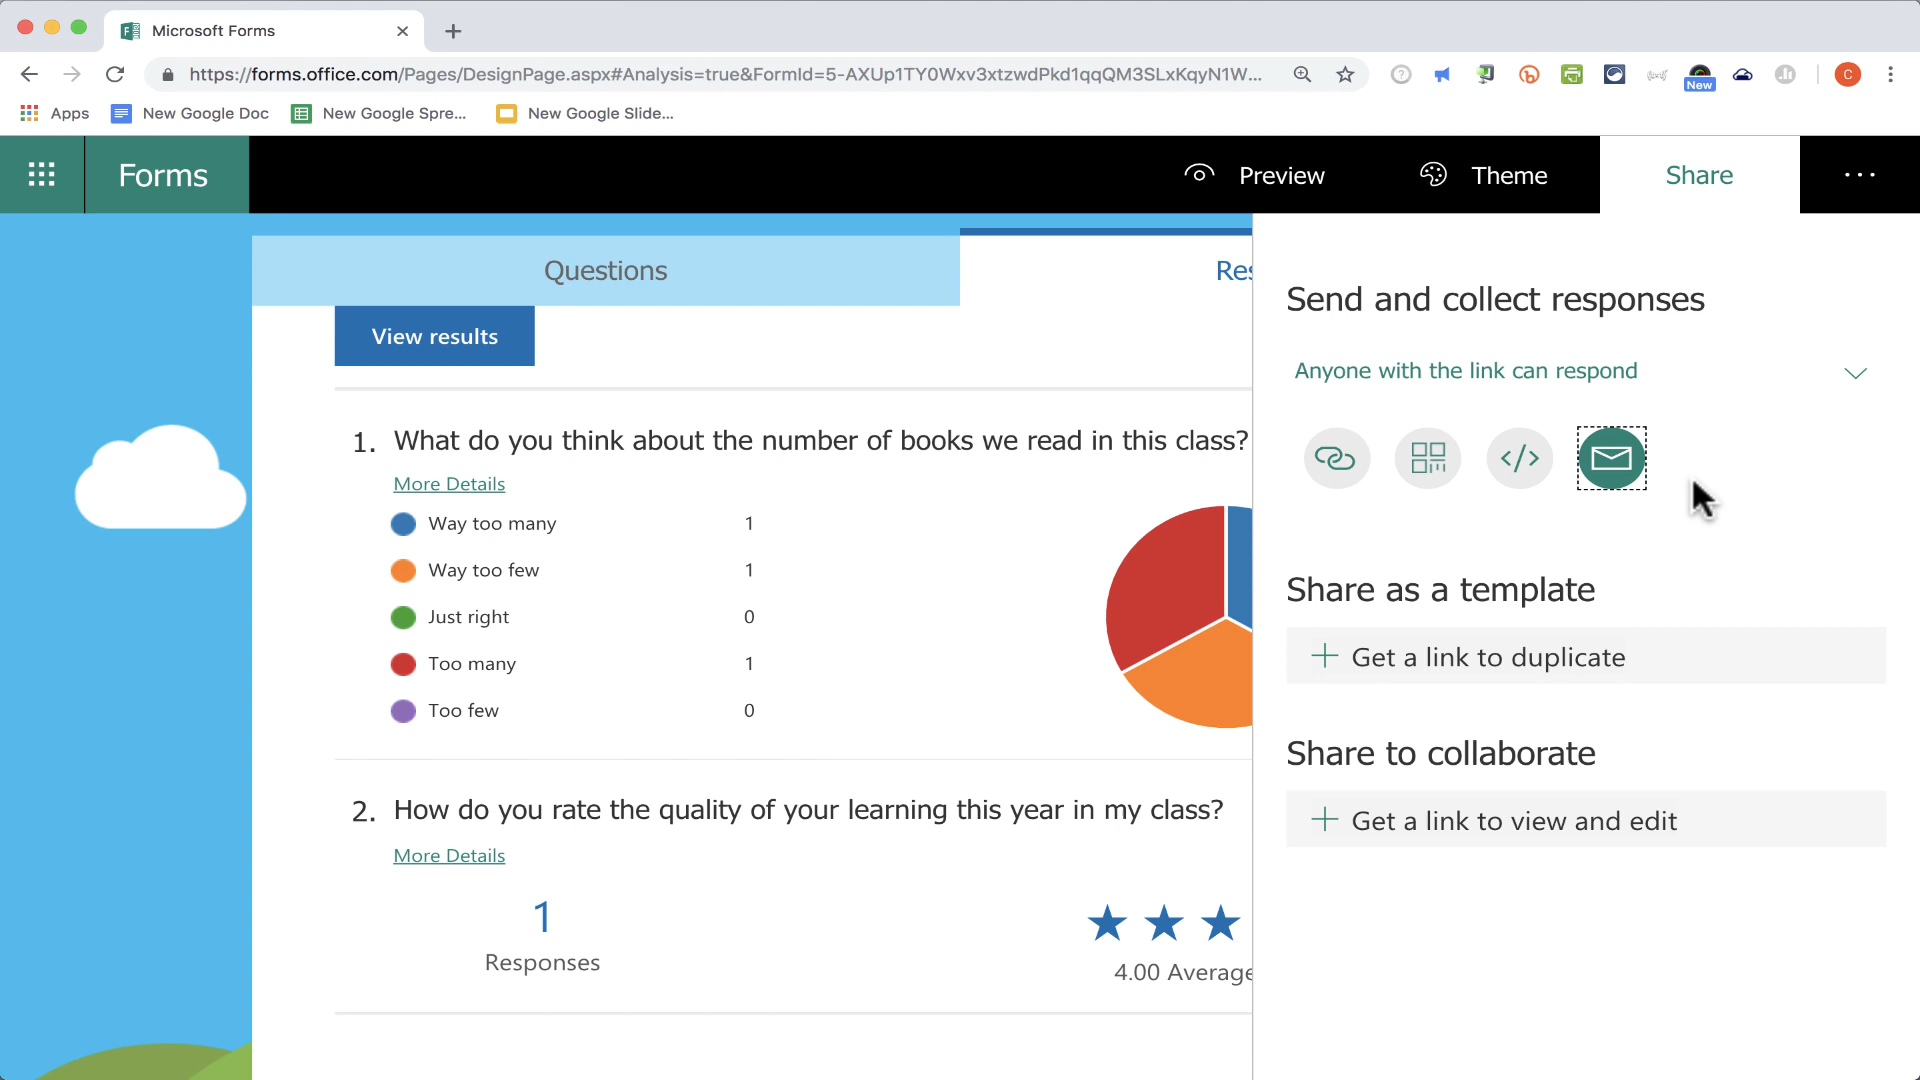 Microsoft Forms
https://forms.office.com/Pages/DesignPage.aspx#Analysis=true&FormId=5-AXUp1TY0Wxv3xtzwdPkd1qqQM3SLxKqyN1W...
New
C
Apps
New Google Doc
New Google Spre...
New Google Slide...
Forms
Preview
Theme
Share
...
Questions
Res
View results
Send and collect responses
Anyone with the link can respond
1. What do you think about the number of books we read in this class?
More Details
Way too many 1
Way too few 1
Just right 0
Too many 1
Too few 0
Share as a template
+ Get a link to duplicate
Share to collaborate
+ Get a link to view and edit
2. How do you rate the quality of your learning this year in my class?
More Details
1
Responses
4.00 Average